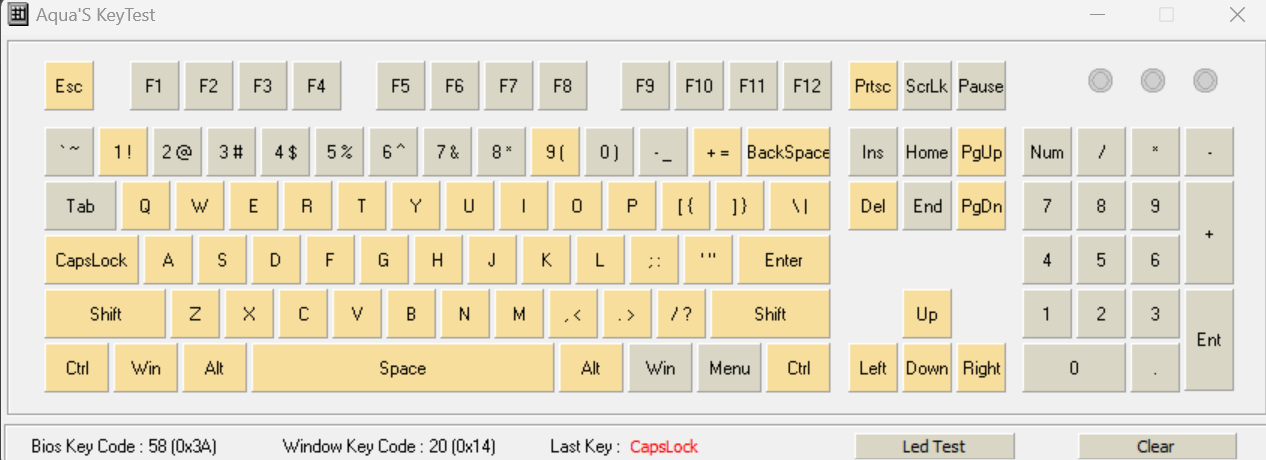 Aqua'S KeyTest
Esc F1 F2 F3 F4 F5 F6 F7 F8 F9 F10 F11 F12 Prtsc ScrLk Pause
` ~ 1 ! 2 @ 3 # 4 $ 5 % 6 ^ 7 & 8 * 9 ( 0 ) - _ + = BackSpace Ins Home PgUp Num / * -
Tab Q W E R T Y U I O P [ { ] } \ | Del End PgDn 7 8 9 +
CapsLock A S D F G H J K L ; : ' " Enter 4 5 6
Shift Z X C V B N M , < . > / ? Shift Up 1 2 3 Ent
Ctrl Win Alt Space Alt Win Menu Ctrl Left Down Right 0 .
Bios Key Code : 58 (0x3A) Window Key Code : 20 (0x14) Last Key : CapsLock Led Test Clear